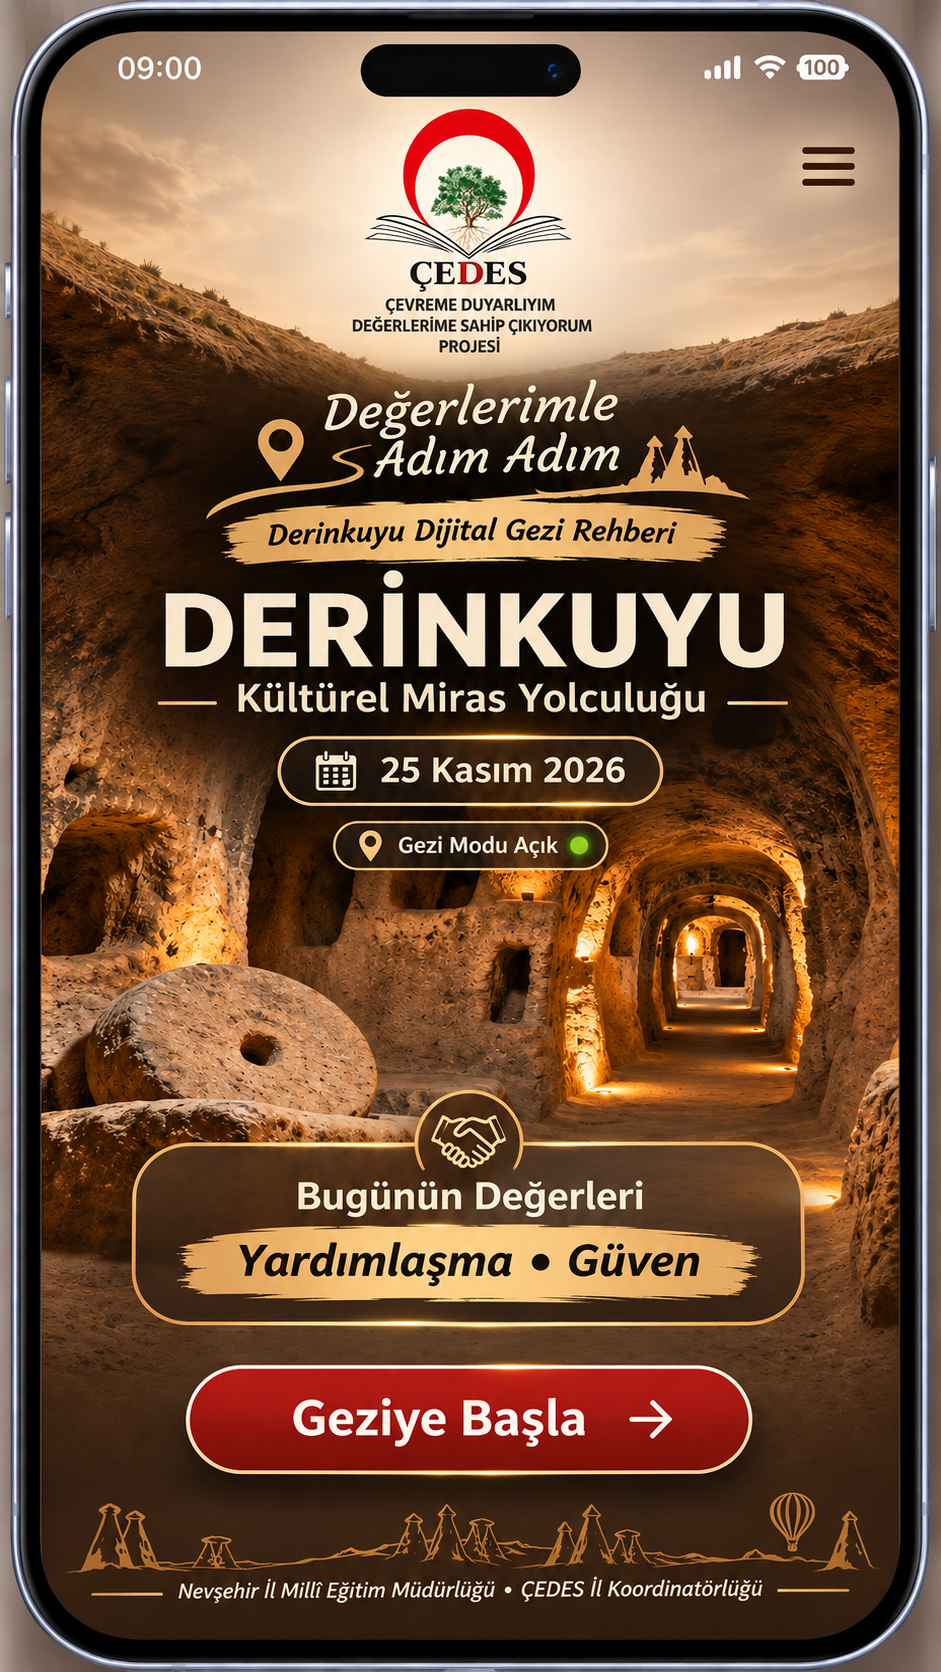 09:00
100
ÇEDES
ÇEVREME DUYARLIYIM
DEĞERLERİME SAHİP ÇIKIYORUM
PROJESİ
Değerlerimle
Adım Adım
Derinkuyu Dijital Gezi Rehberi
DERİNKUYU
Kültürel Miras Yolculuğu
25 Kasım 2026
Gezi Modu Açık
Bugünün Değerleri
Yardımlaşma • Güven
Geziye Başla →
Nevşehir İl Millî Eğitim Müdürlüğü • ÇEDES İl Koordinatörlüğü